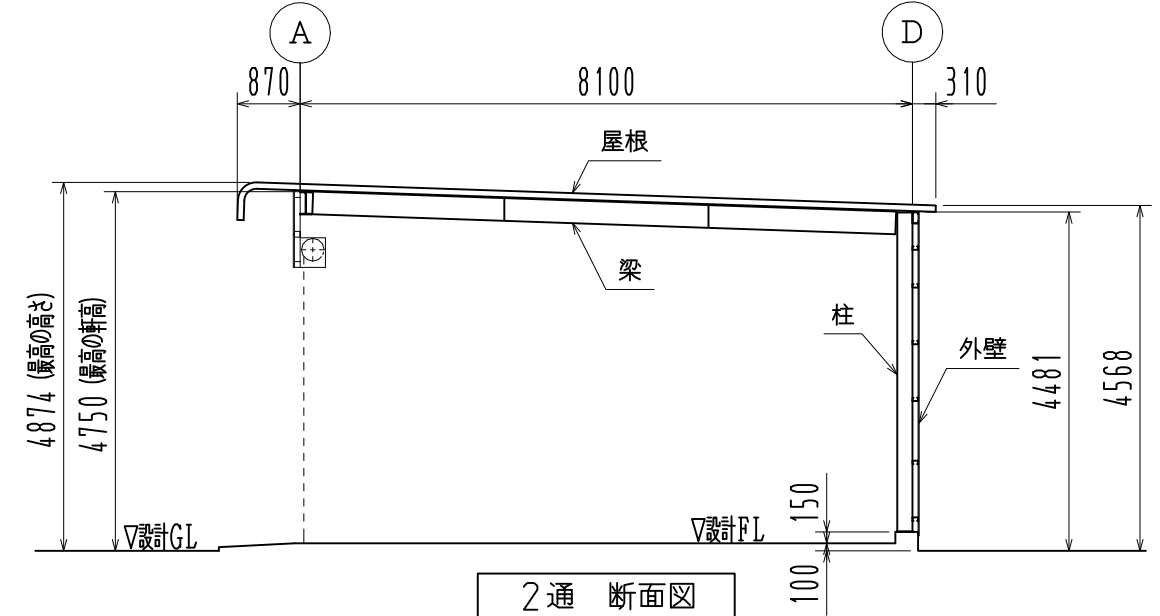 A
D
870
8100
310
屋根
梁
柱
外壁
4874 (最高の高さ)
4750 (最高の軒高)
4481
4568
▽設計GL
▽設計FL
150
100
2通 断面図